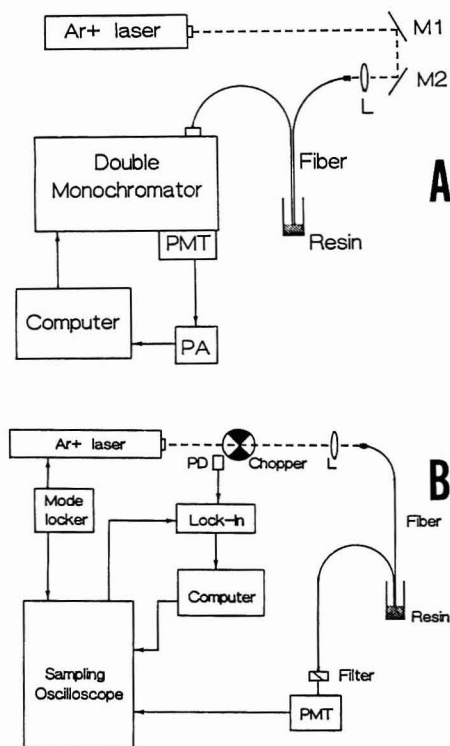 Ar+ laser
M1
M2
L
Fiber
Double
Monochromator
A
PMT
Resin
Computer
PA
Ar+ laser
PD
Chopper
L
B
Mode
locker
Lock-In
Fiber
Computer
Resin
Sampling
Oscilloscope
Filter
PMT